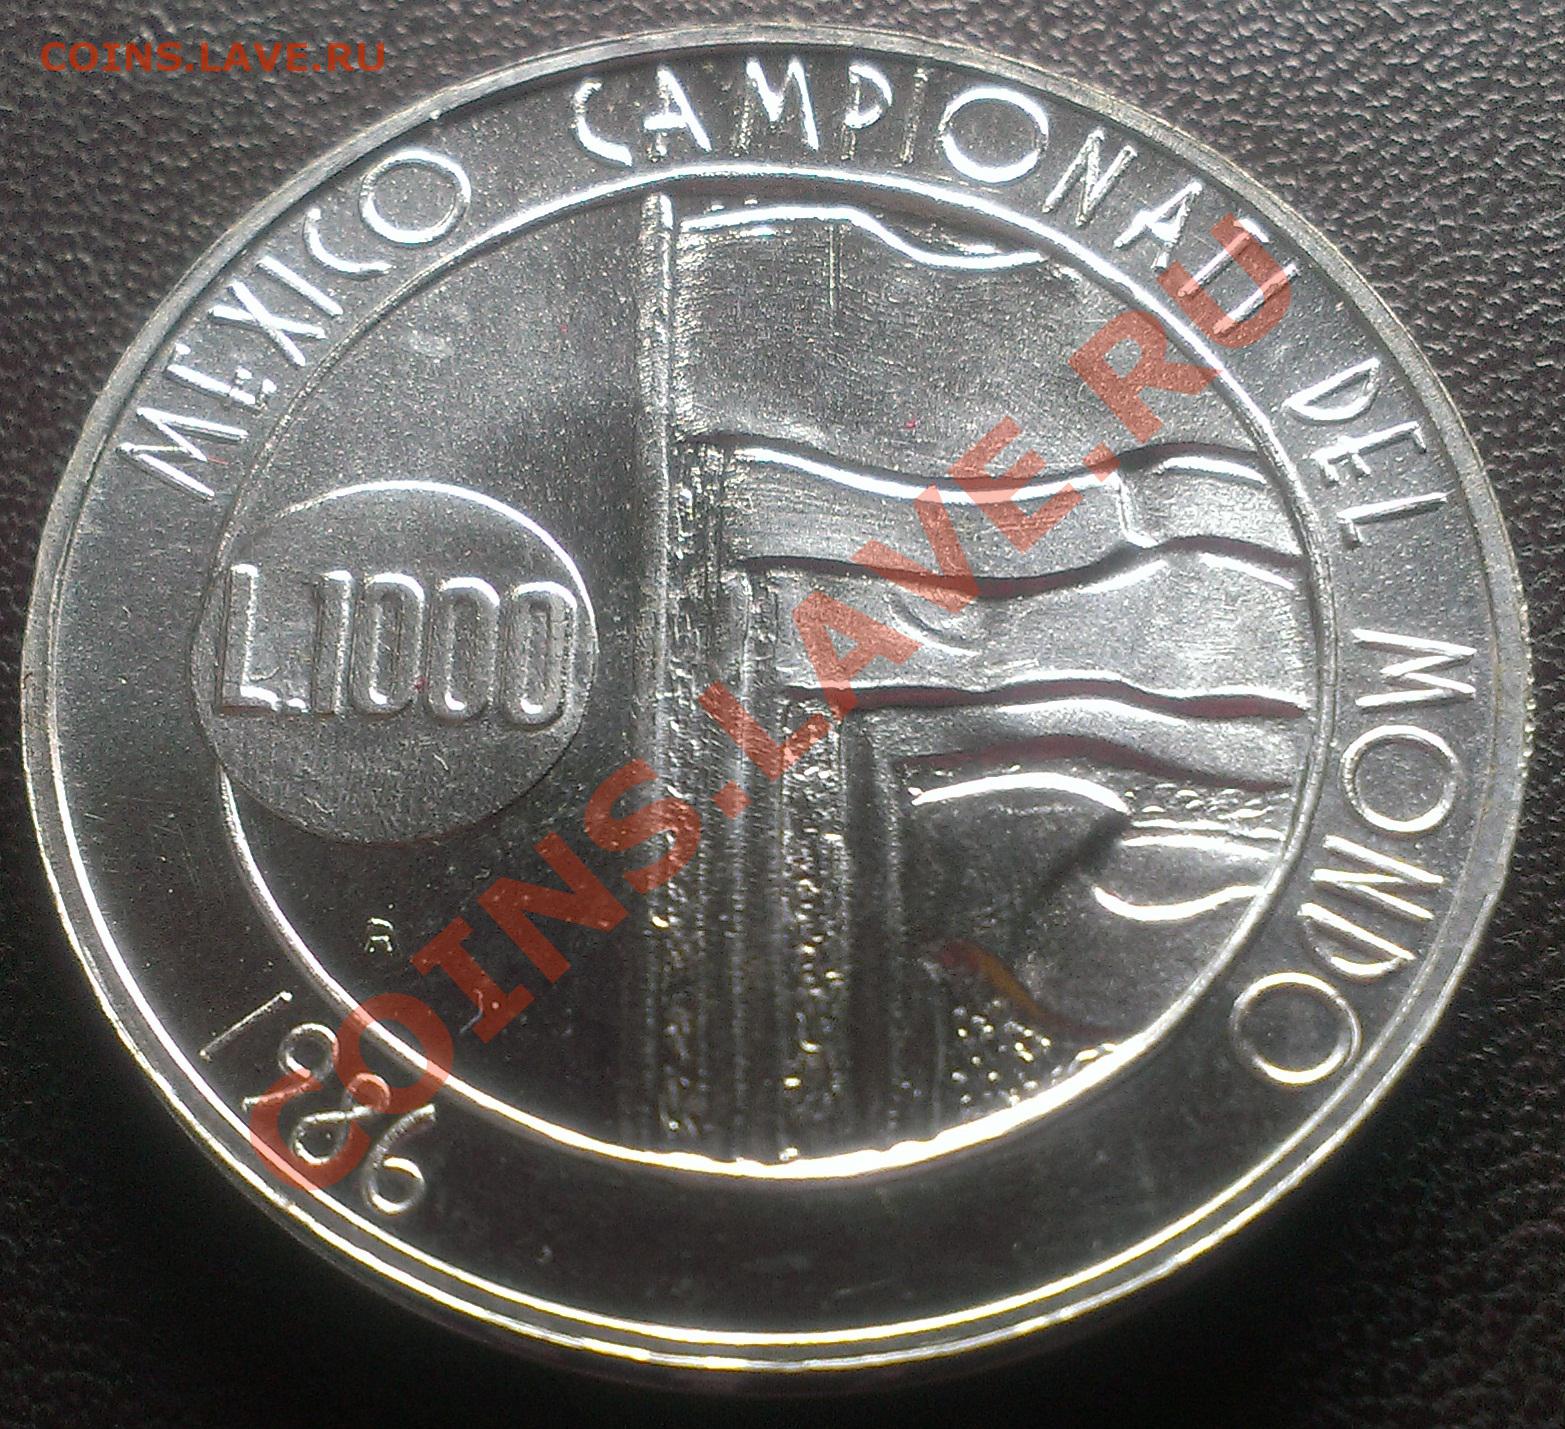 COINS.LAVE.RU
MEXICO CAMPIONATI DEL MONDO
L.1000
R
1986
COINS.LAVE.RU